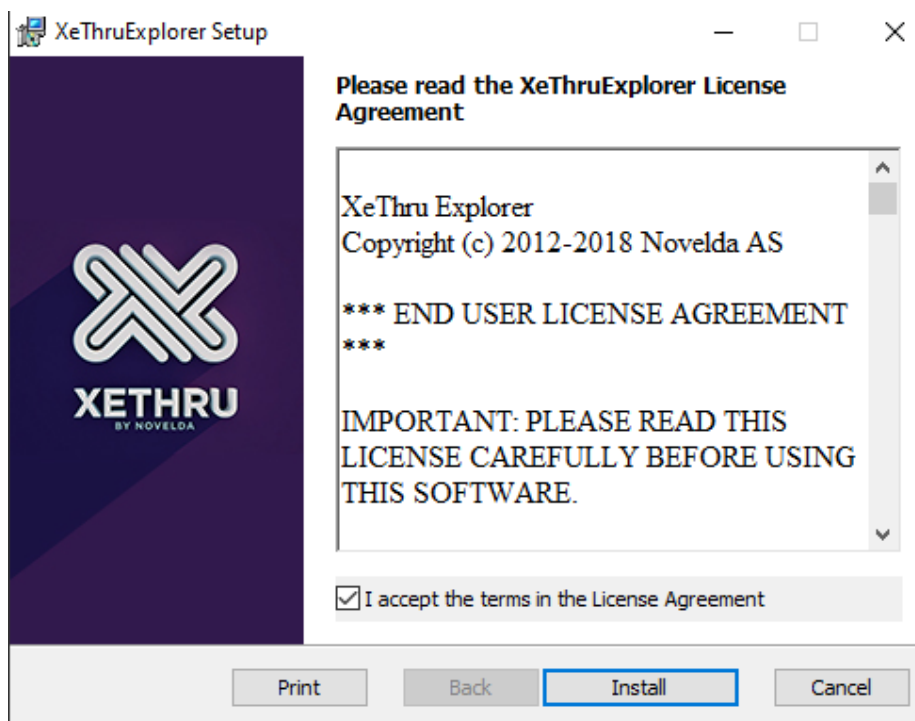 XeThruExplorer Setup
Please read the XeThruExplorer License
Agreement
XeThru Explorer
Copyright (c) 2012-2018 Novelda AS
*** END USER LICENSE AGREEMENT
***
IMPORTANT: PLEASE READ THIS
LICENSE CAREFULLY BEFORE USING
THIS SOFTWARE.
XETHRU
BY NOVELDA
I accept the terms in the License Agreement
Print
Back
Install
Cancel